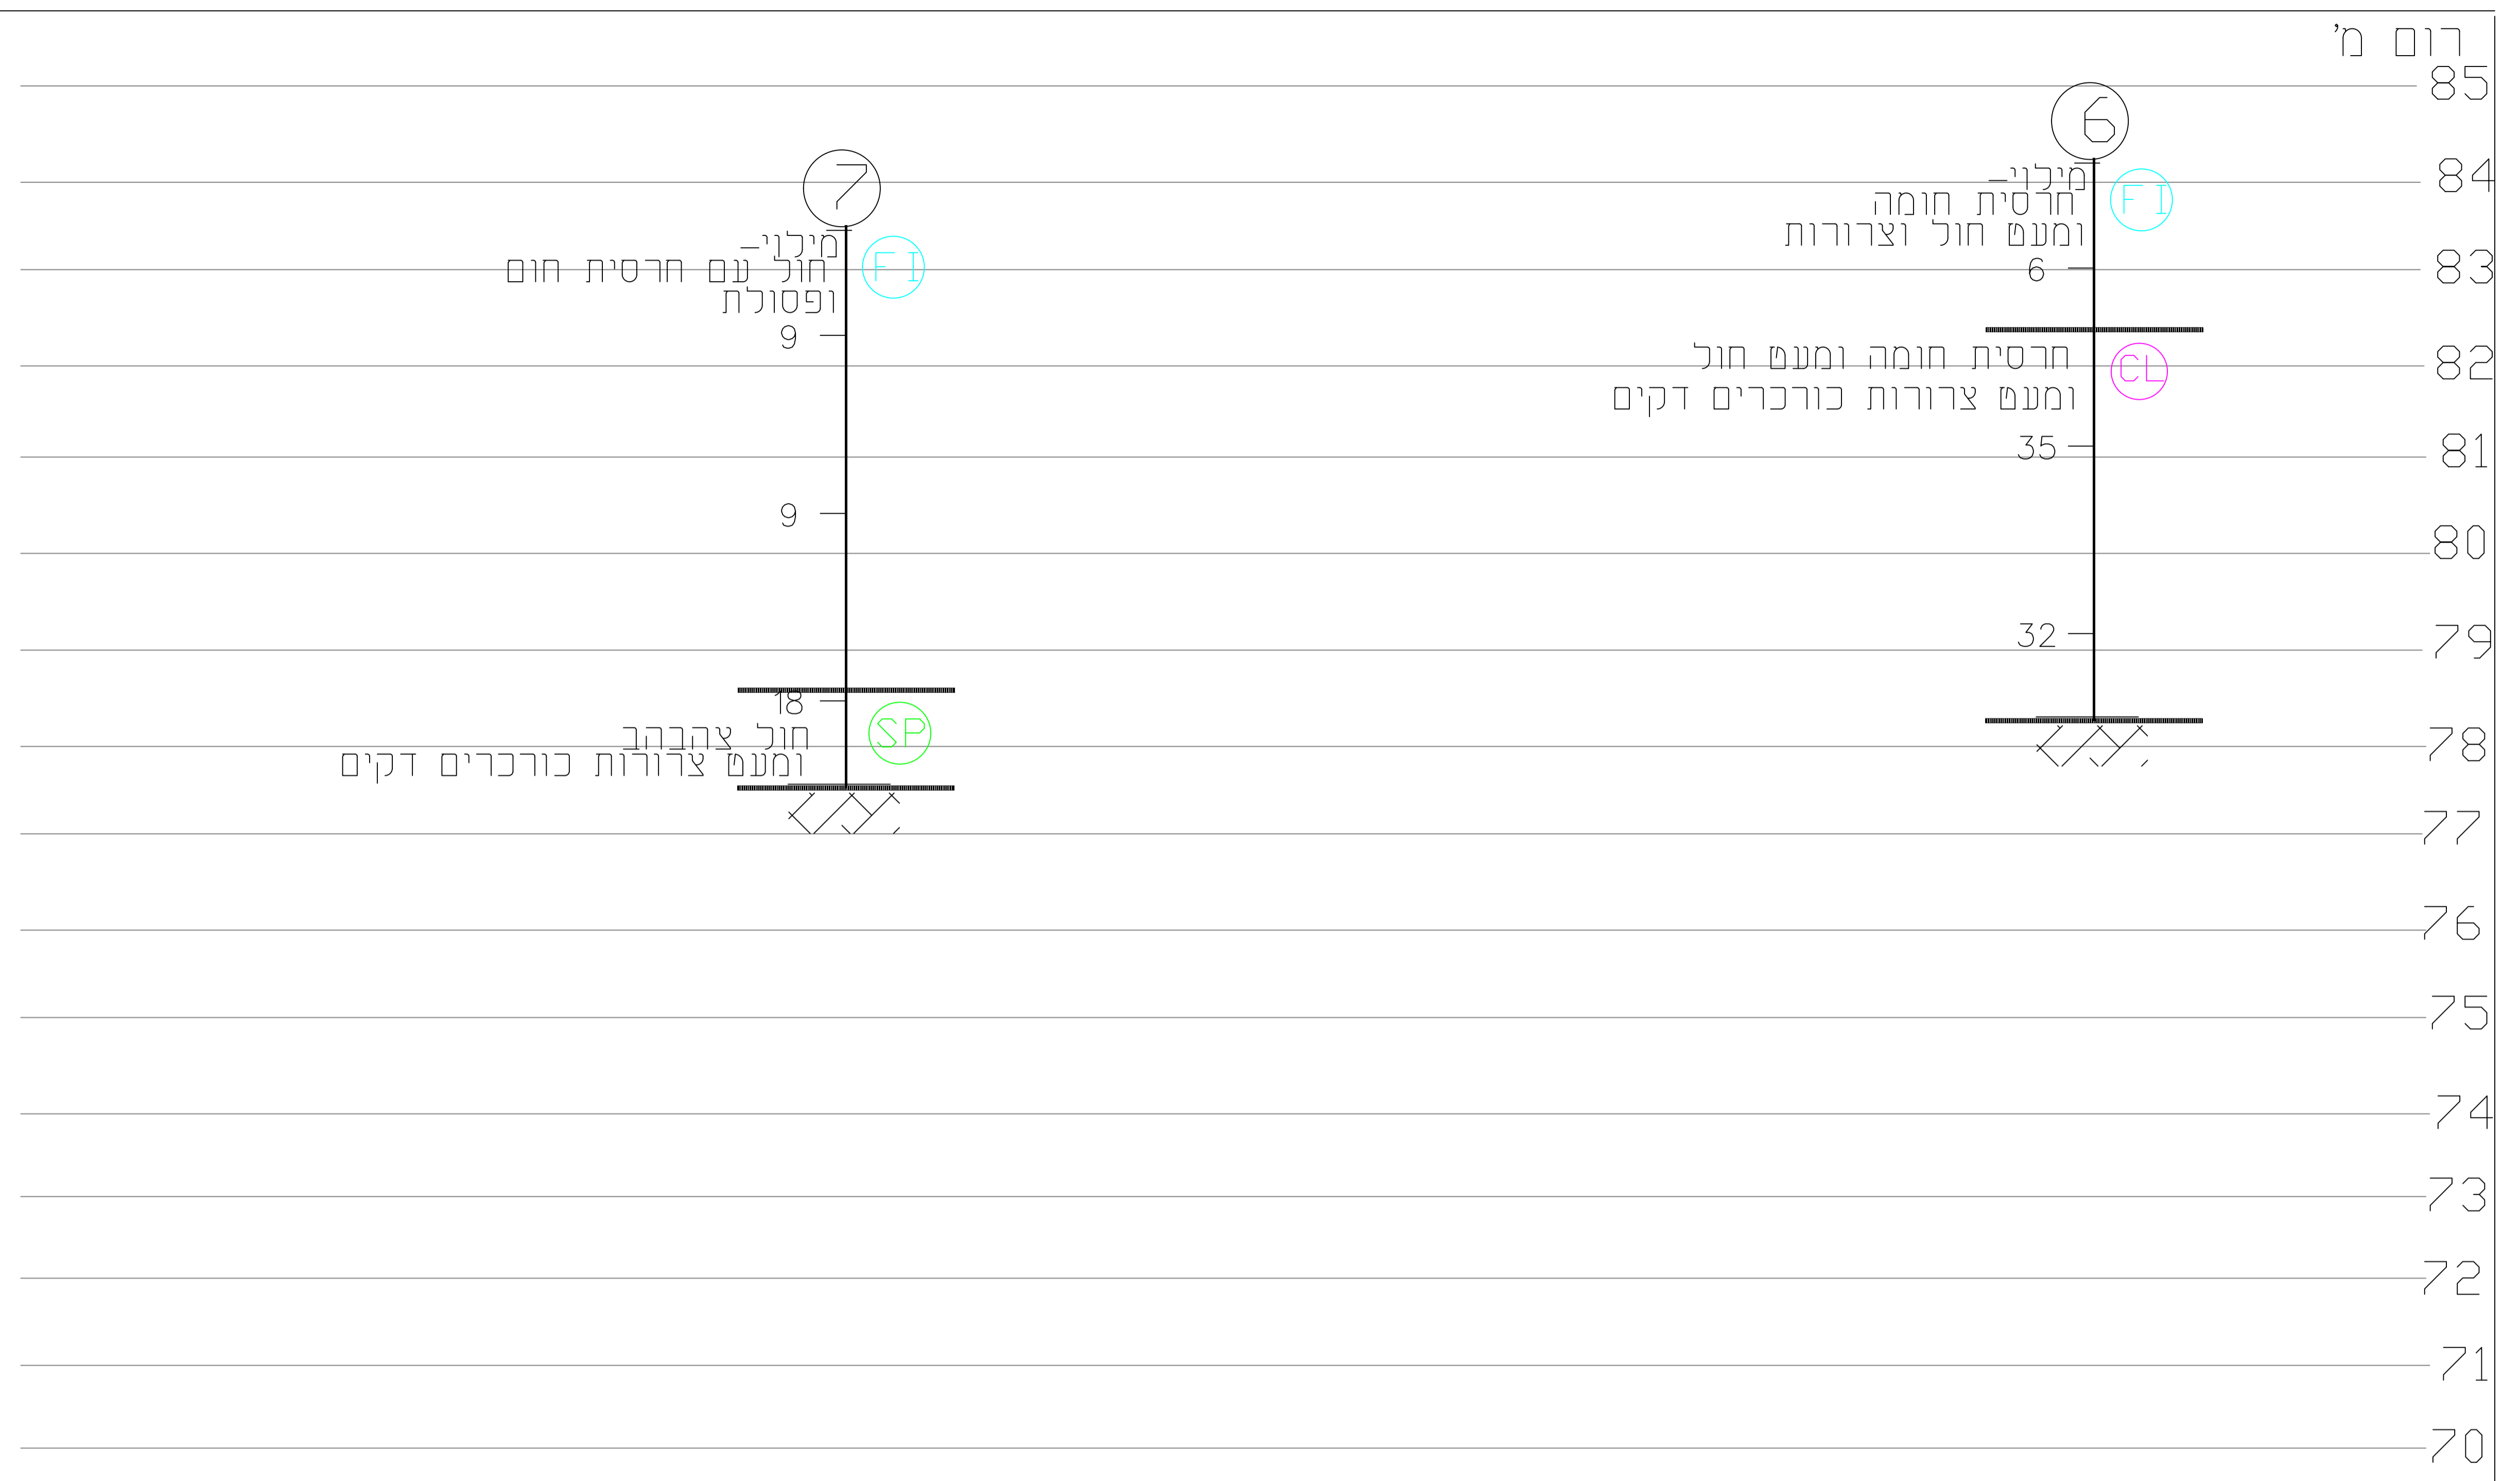 רום מ'
85
6
84
מילוי-
FI
חרסית חומה
ומעט חול וצרורות
7
83
6
מילוי-
FI
חול עם חרסית חום
ופסולת
9
82
חרסית חומה ומעט חול
CL
ומעט צרורות כורכרים דקים
81
35
9
80
79
32
18
SP
78
חול צהבהב
ומעט צרורות כורכרים דקים
77
76
75
74
73
72
71
70